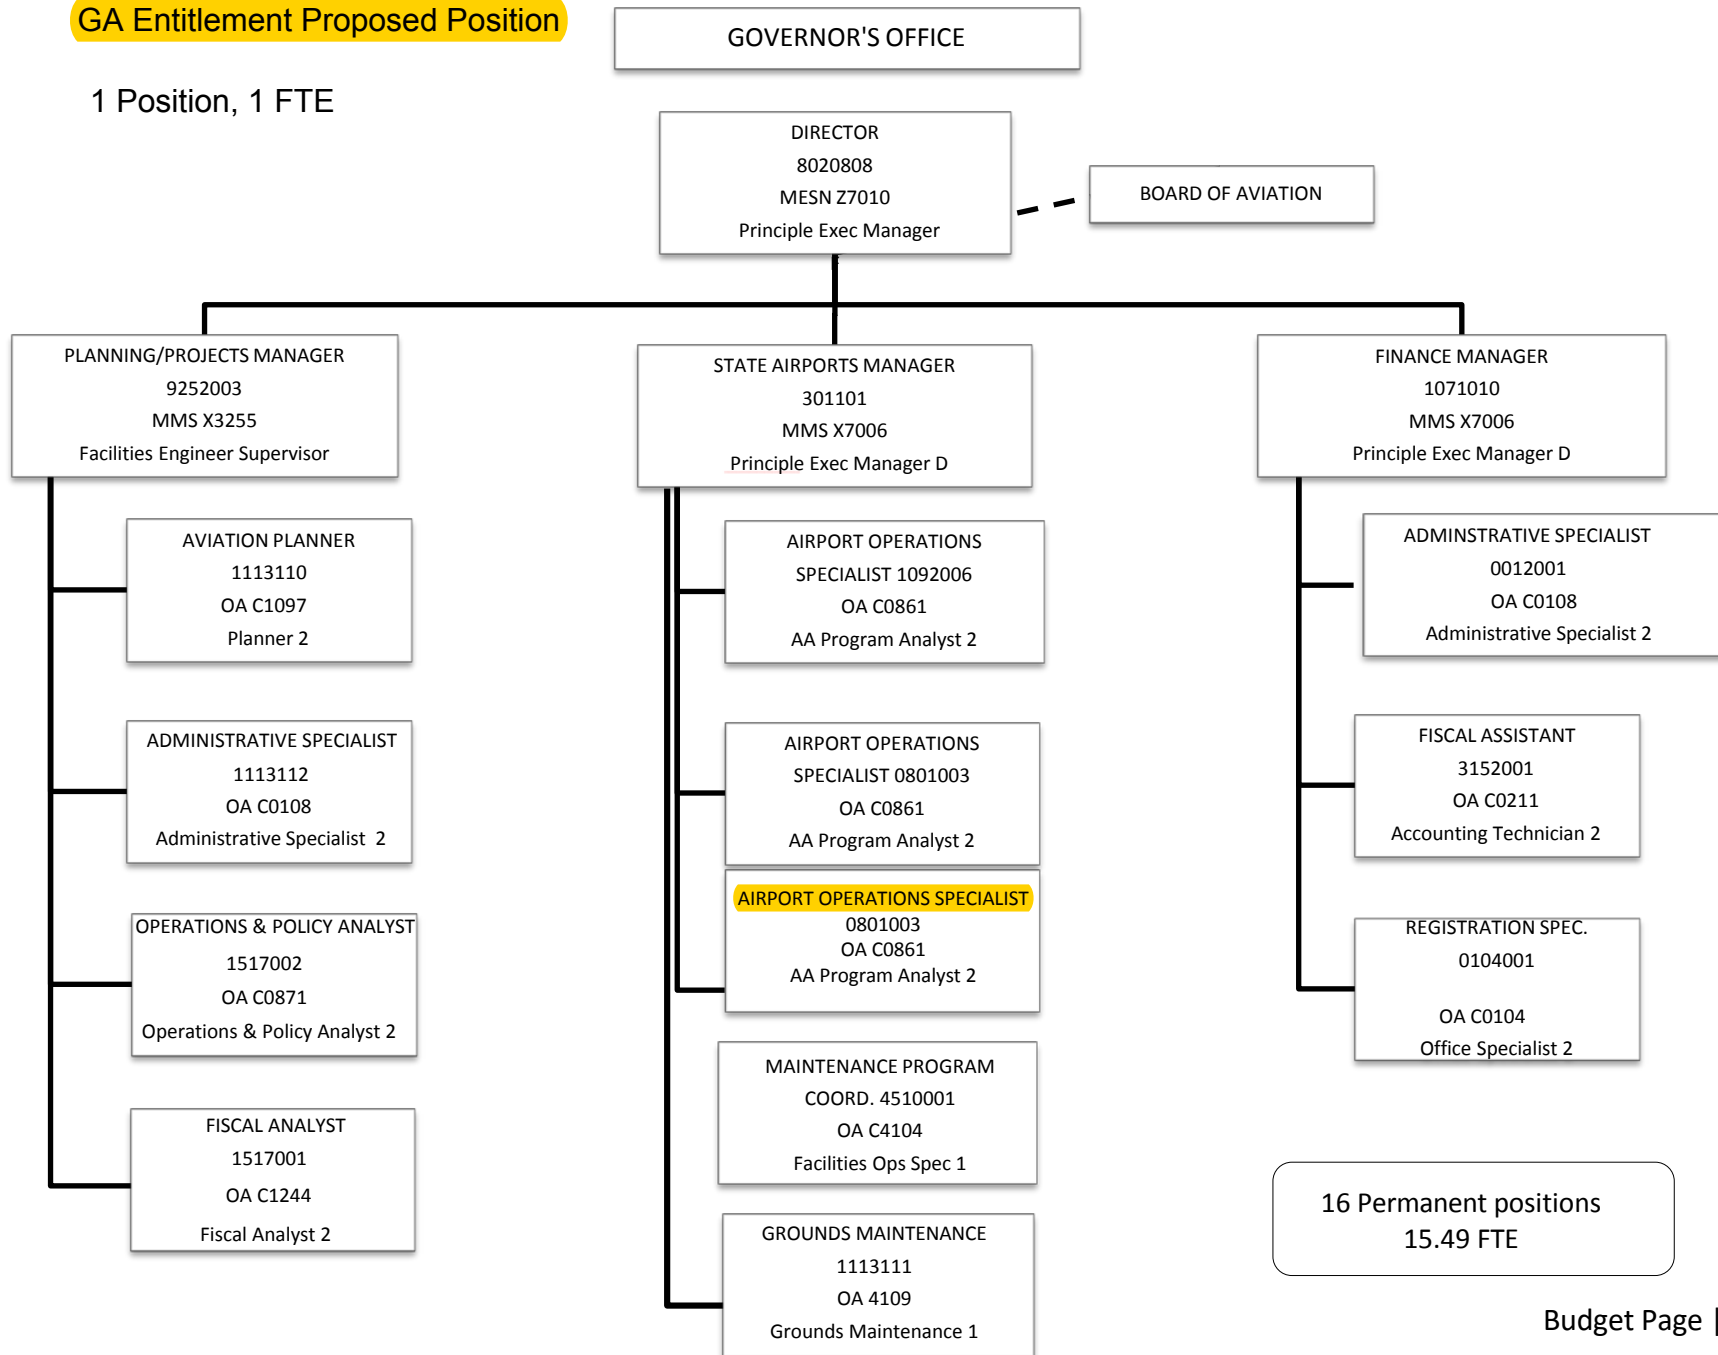 GA Entitlement Proposed Position
1 Position, 1 FTE
GOVERNOR'S OFFICE
DIRECTOR
8020808
MESN Z7010
Principle Exec Manager
BOARD OF AVIATION
PLANNING/PROJECTS MANAGER
9252003
MMS X3255
Facilities Engineer Supervisor
STATE AIRPORTS MANAGER
301101
MMS X7006
Principle Exec Manager D
FINANCE MANAGER
1071010
MMS X7006
Principle Exec Manager D
AVIATION PLANNER
1113110
OA C1097
Planner 2
ADMINISTRATIVE SPECIALIST
1113112
OA C0108
Administrative Specialist 2
OPERATIONS & POLICY ANALYST
1517002
OA C0871
Operations & Policy Analyst 2
FISCAL ANALYST
1517001
OA C1244
Fiscal Analyst 2
AIRPORT OPERATIONS
SPECIALIST 1092006
OA C0861
AA Program Analyst 2
AIRPORT OPERATIONS
SPECIALIST 0801003
OA C0861
AA Program Analyst 2
AIRPORT OPERATIONS SPECIALIST
0801003
OA C0861
AA Program Analyst 2
MAINTENANCE PROGRAM
COORD. 4510001
OA C4104
Facilities Ops Spec 1
GROUNDS MAINTENANCE
1113111
OA 4109
Grounds Maintenance 1
ADMINSTRATIVE SPECIALIST
0012001
OA C0108
Administrative Specialist 2
FISCAL ASSISTANT
3152001
OA C0211
Accounting Technician 2
REGISTRATION SPEC.
0104001
OA C0104
Office Specialist 2
16 Permanent positions
15.49 FTE
Budget Page |